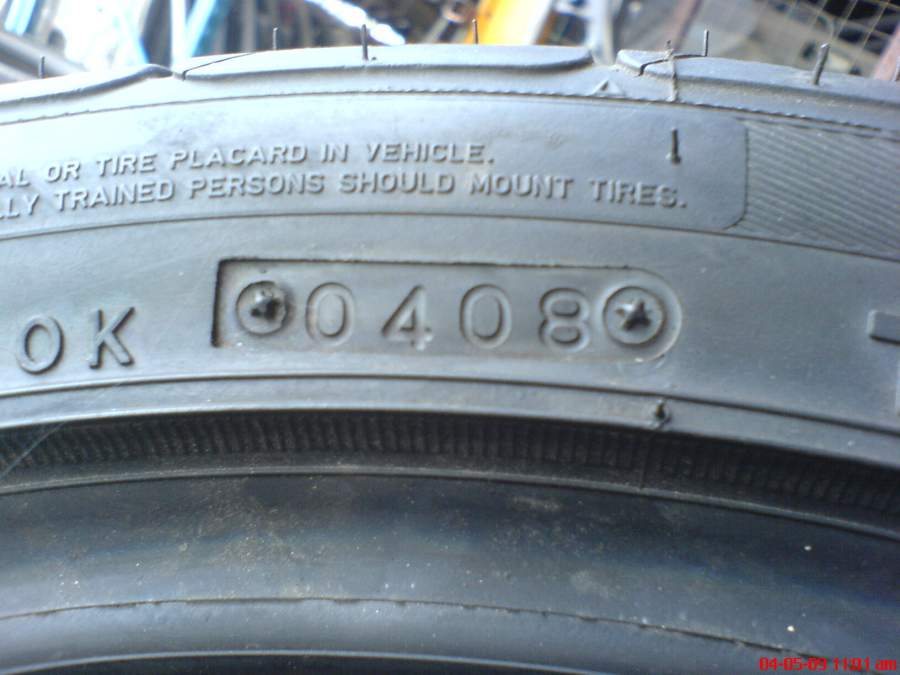 AL OR TIRE PLACARD IN VEHICLE.
LLY TRAINED PERSONS SHOULD MOUNT TIRES.
OK 0408
04-05-09 11:01 am